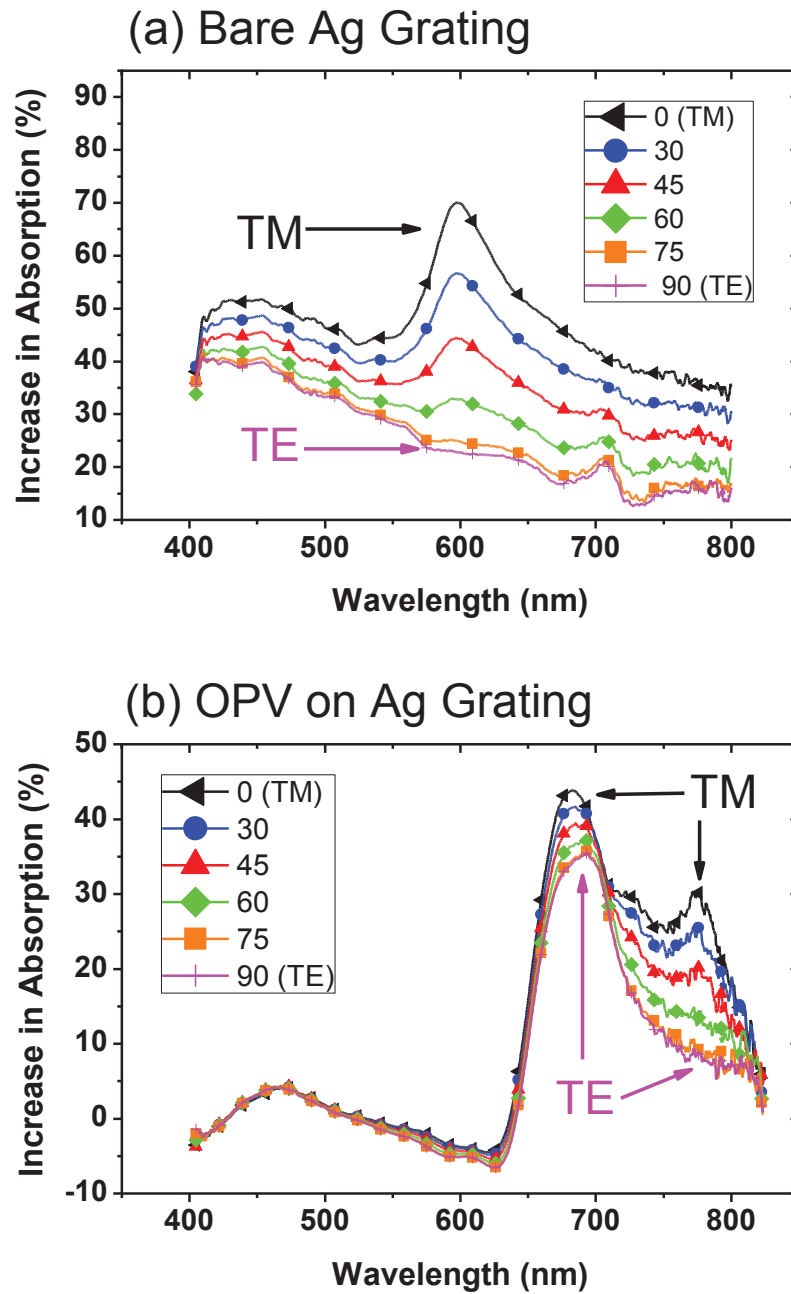 (a) Bare Ag Grating
Increase in Absorption (%)
90
80
70
60
50
40
30
20
10
0 (TM)
30
45
60
75
90 (TE)
TM
TE
400 500 600 700 800
Wavelength (nm)
(b) OPV on Ag Grating
Increase in Absorption (%)
50
40
30
20
10
0
-10
0 (TM)
30
45
60
75
90 (TE)
TM
TE
400 500 600 700 800
Wavelength (nm)